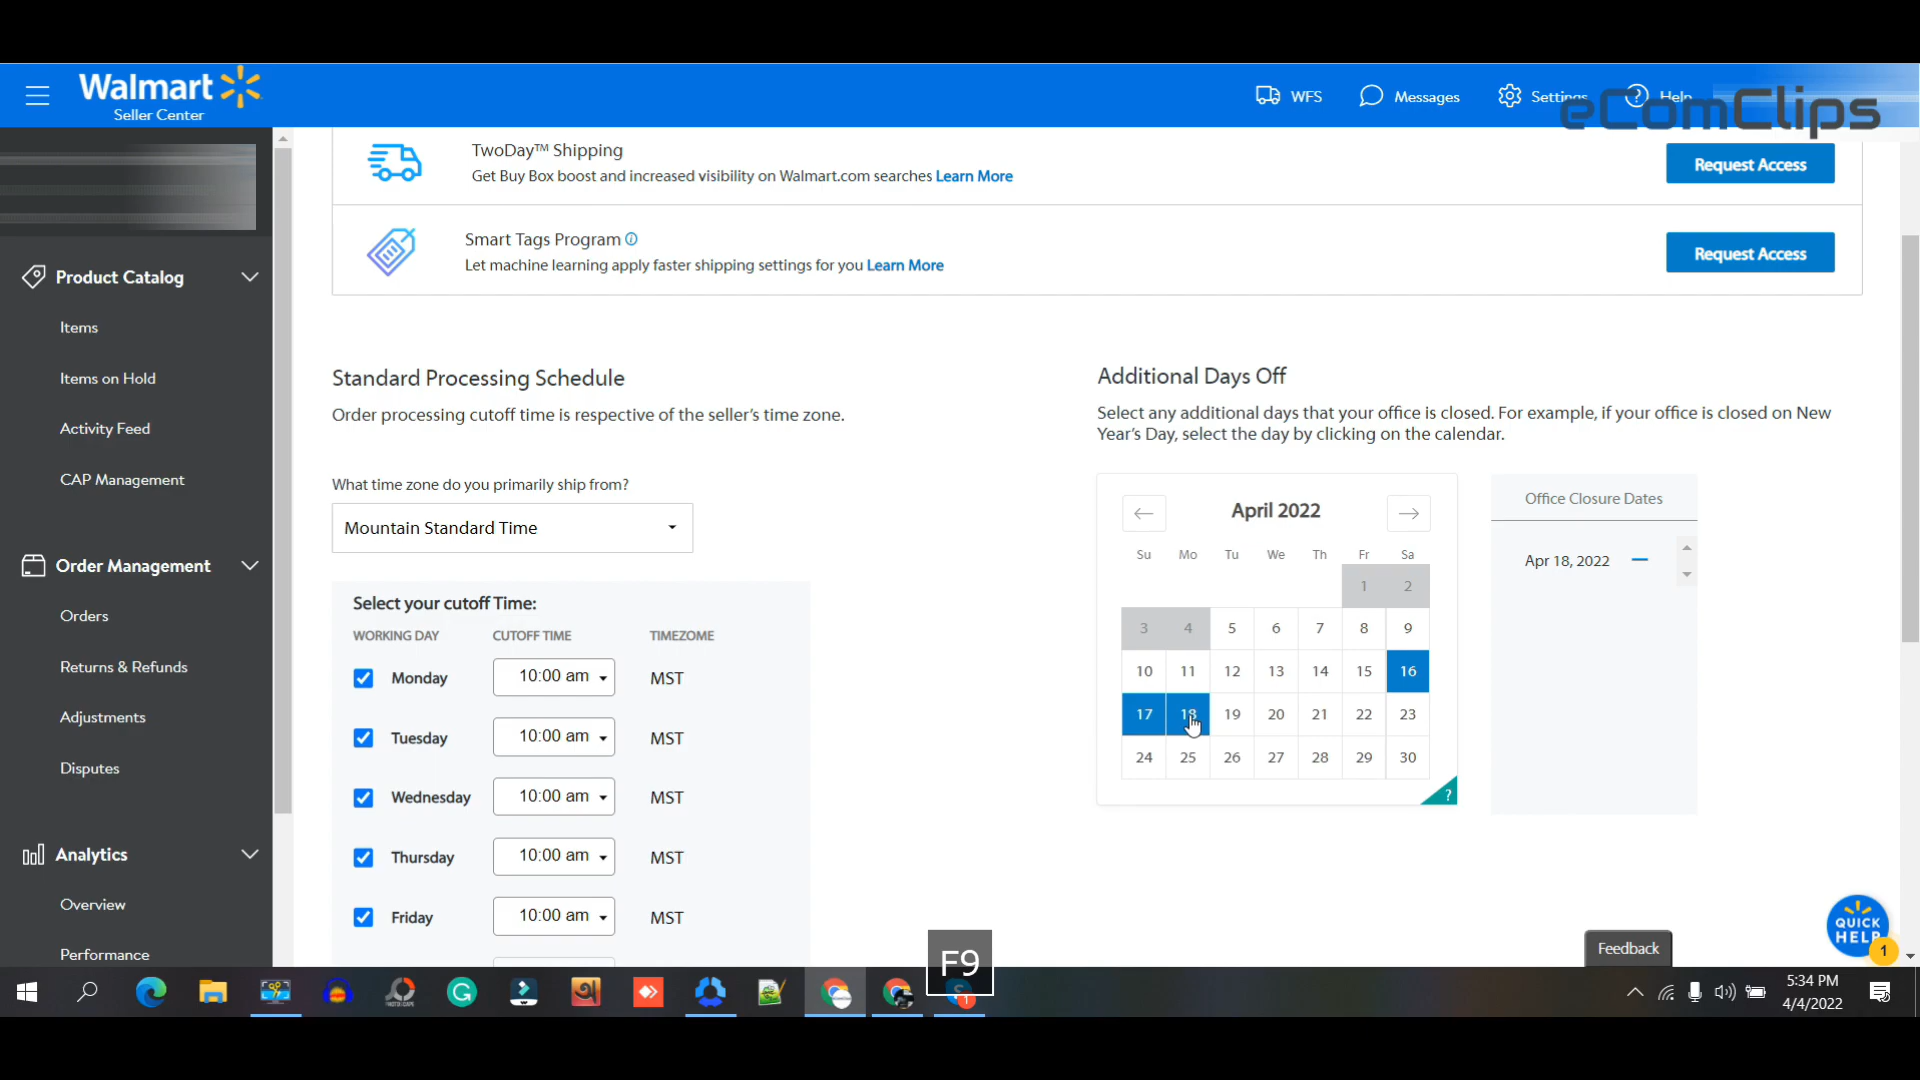 Walmart
Seller Center
WFS
Messages
Settings
Help
eComClips
Product Catalog
Items
Items on Hold
Activity Feed
CAP Management
Order Management
Orders
Returns & Refunds
Adjustments
Disputes
Analytics
Overview
Performance
TwoDay™ Shipping
Get Buy Box boost and increased visibility on Walmart.com searches Learn More
Request Access
Smart Tags Program
Let machine learning apply faster shipping settings for you Learn More
Request Access
Standard Processing Schedule
Order processing cutoff time is respective of the seller's time zone.
What time zone do you primarily ship from?
Mountain Standard Time
Select your cutoff Time:
WORKING DAY CUTOFF TIME TIMEZOME
Monday 10:00 am MST
Tuesday 10:00 am MST
Wednesday 10:00 am MST
Thursday 10:00 am MST
Friday 10:00 am MST
Additional Days Off
Select any additional days that your office is closed. For example, if your office is closed on New
Year's Day, select the day by clicking on the calendar.
April 2022
Su Mo Tu We Th Fr Sa
1 2
3 4 5 6 7 8 9
10 11 12 13 14 15 16
17 18 19 20 21 22 23
24 25 26 27 28 29 30
?
Office Closure Dates
Apr 18, 2022
QUICK
HELP
1
Feedback
F9
5:34 PM
4/4/2022